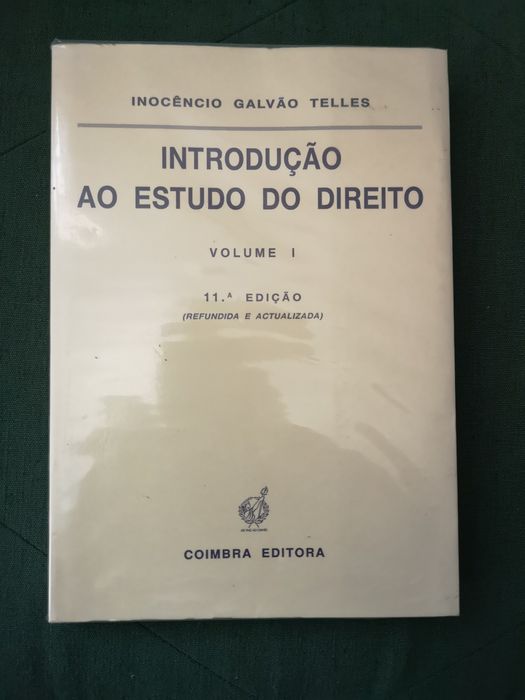 INOCÊNCIO GALVÃO TELLES
INTRODUÇÃO
AO ESTUDO DO DIREITO
VOLUME I
11.ª EDIÇÃO
(REFUNDIDA E ACTUALIZADA)
COIMBRA EDITORA